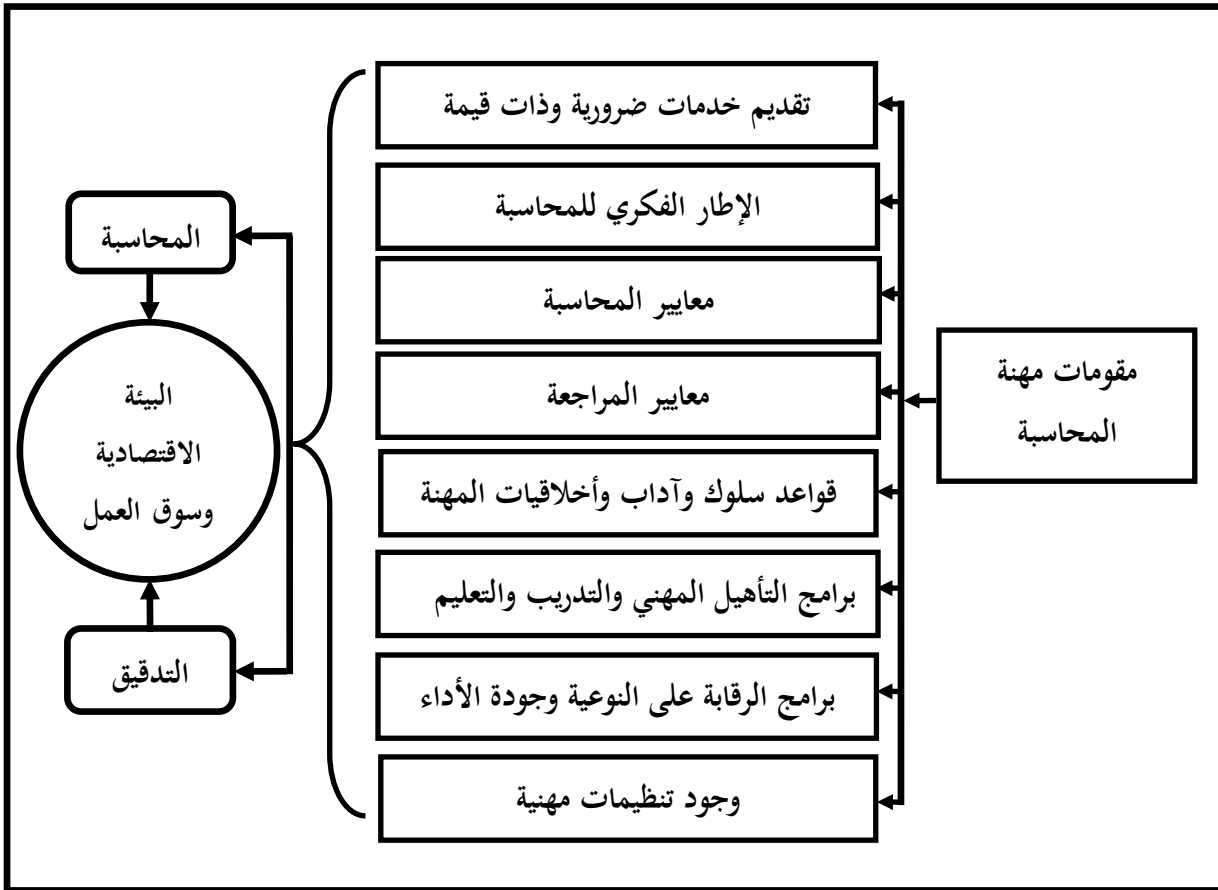 مقومات مهنة
المحاسبة
تقديم خدمات ضرورية وذات قيمة
الإطار الفكري للمحاسبة
معايير المحاسبة
معايير المراجعة
قواعد سلوك وآداب وأخلاقيات المهنة
برامج التأهيل المهني والتدريب والتعليم
برامج الرقابة على النوعية وجودة الأداء
وجود تنظيمات مهنية
المحاسبة
البيئة
الاقتصادية
وسوق العمل
التدقيق